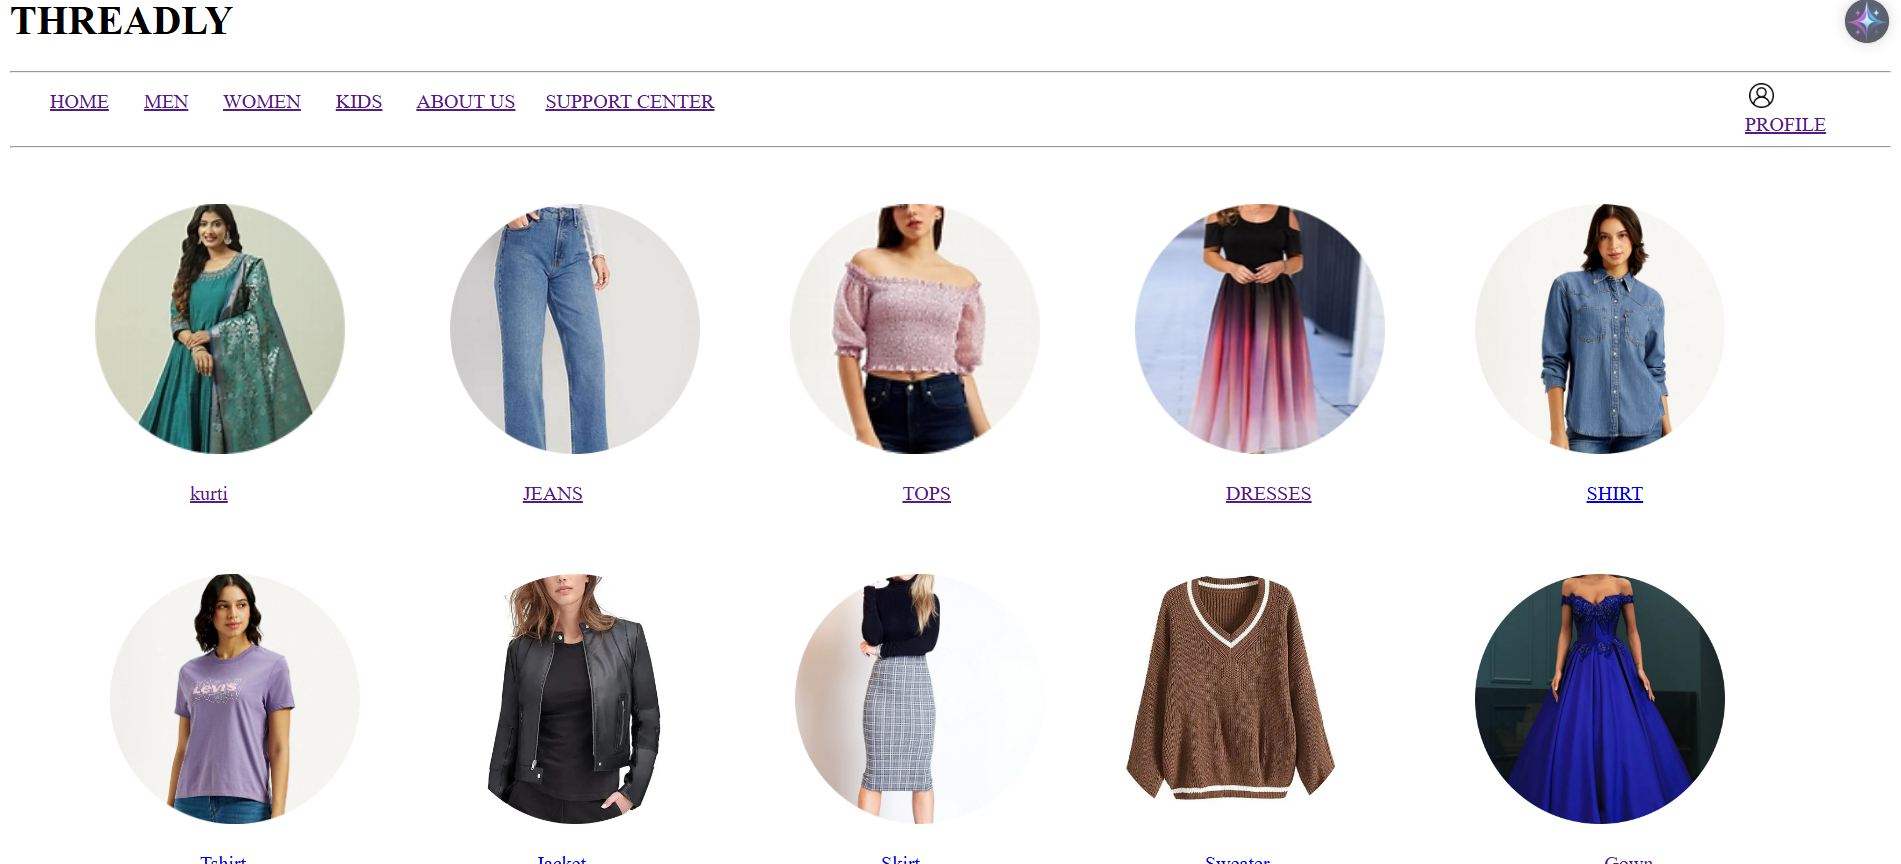 THREADLY
HOME MEN WOMEN KIDS ABOUT US SUPPORT CENTER
PROFILE
kurti JEANS TOPS DRESSES SHIRT
Levi's
Tshirt Jacket Skirt Sweater Gown